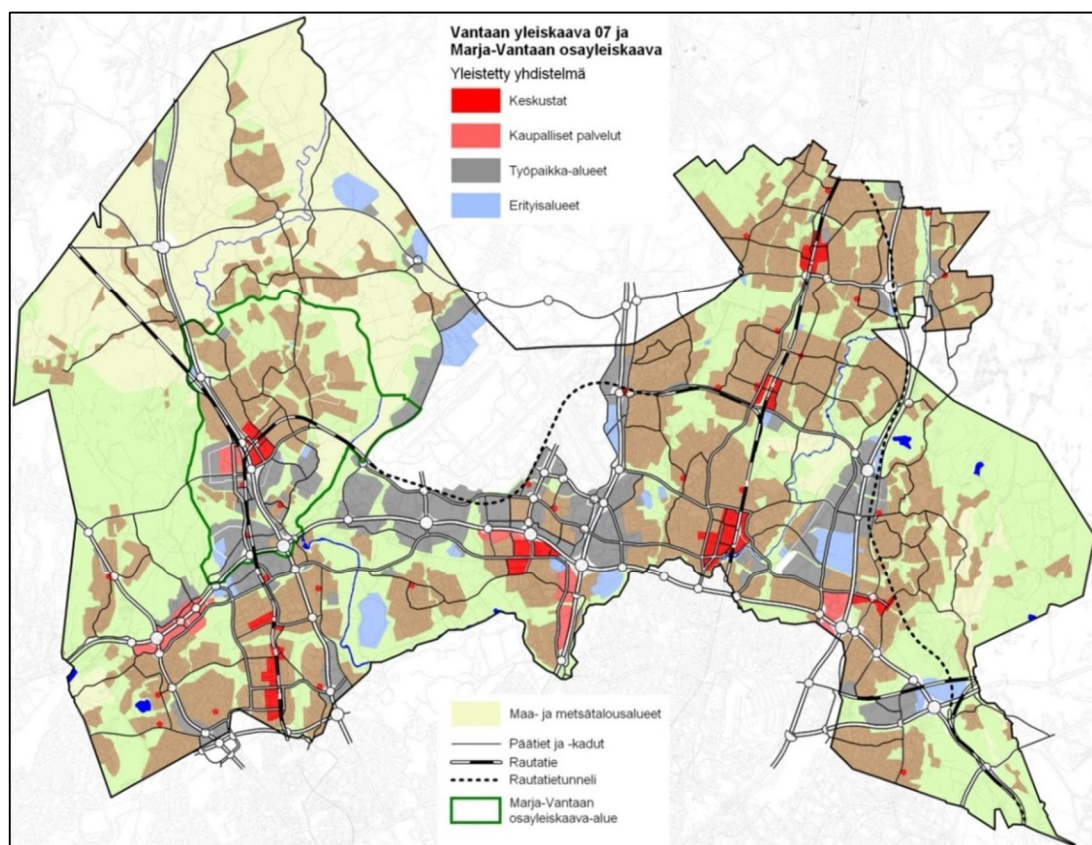 Vantaan yleiskaava 07 ja
Marja-Vantaan osayleiskaava
Yleistetty yhdistelmä
Keskustat
Kaupalliset palvelut
Työpaikka-alueet
Erityisalueet
Maa- ja metsätalousalueet
Päätiet ja -kadut
Rautatie
Rautatietunneli
Marja-Vantaan
osayleiskaava-alue